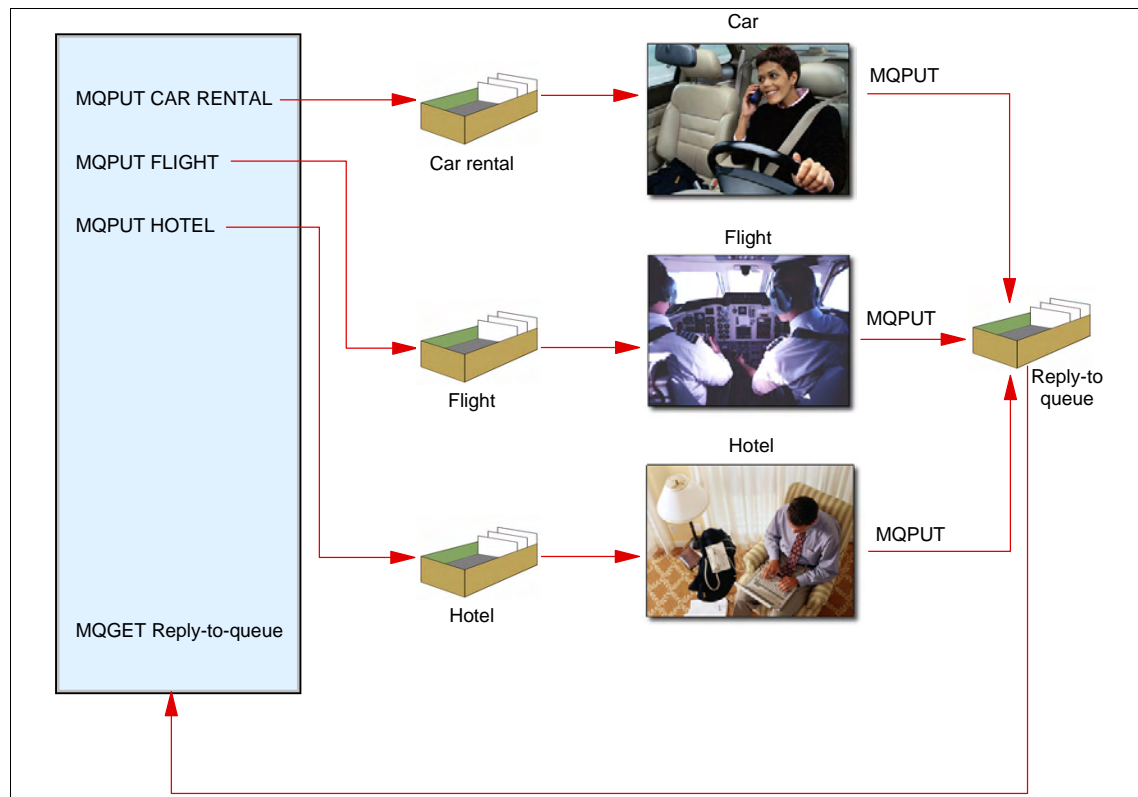 Car
MQPUT CAR RENTAL
MQPUT
Car rental
MQPUT FLIGHT
MQPUT HOTEL
Flight
MQPUT
Flight
Reply-to
queue
Hotel
MQPUT
Hotel
MQGET Reply-to-queue